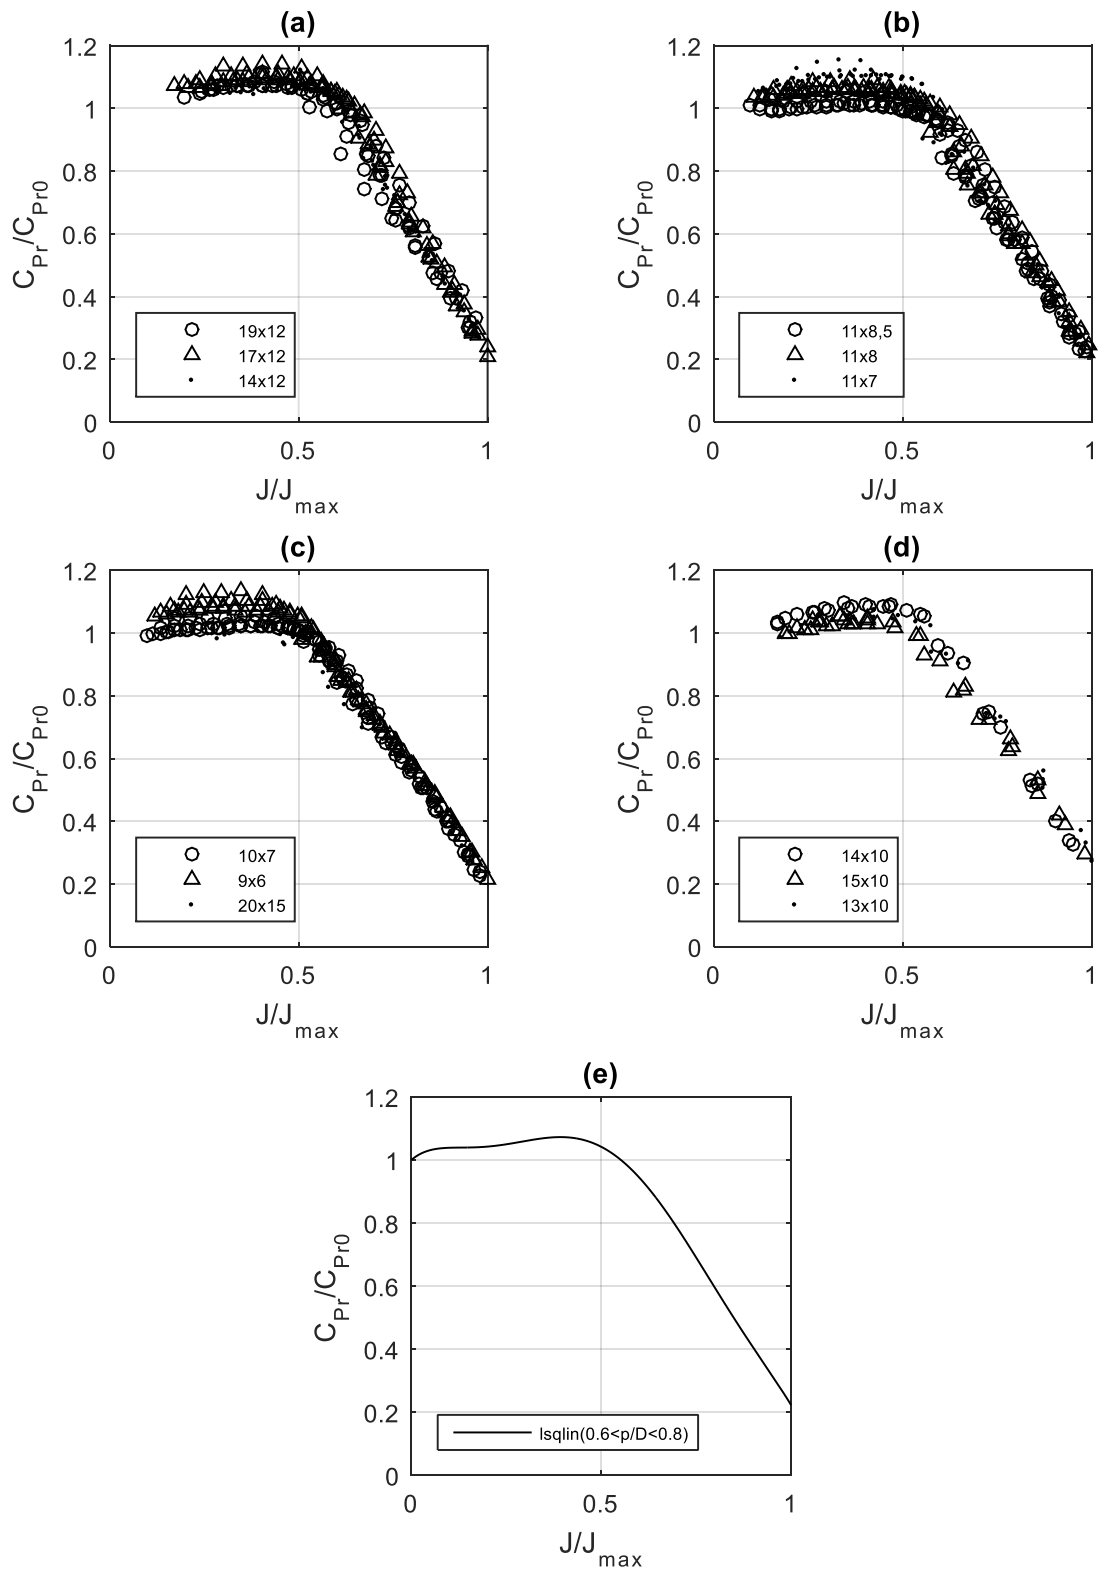 (a)
1.2
1
0.8
0.6
0.4
0.2
0
C_Pr/C_Pr0
19x12
17x12
14x12
0
0.5
1
J/J_max
(b)
1.2
1
0.8
0.6
0.4
0.2
0
C_Pr/C_Pr0
11x8,5
11x8
11x7
0
0.5
1
J/J_max
(c)
1.2
1
0.8
0.6
0.4
0.2
0
C_Pr/C_Pr0
10x7
9x6
20x15
0
0.5
1
J/J_max
(d)
1.2
1
0.8
0.6
0.4
0.2
0
C_Pr/C_Pr0
14x10
15x10
13x10
0
0.5
1
J/J_max
(e)
1.2
1
0.8
0.6
0.4
0.2
0
C_Pr/C_Pr0
lsqlin(0.6<p/D<0.8)
0
0.5
1
J/J_max